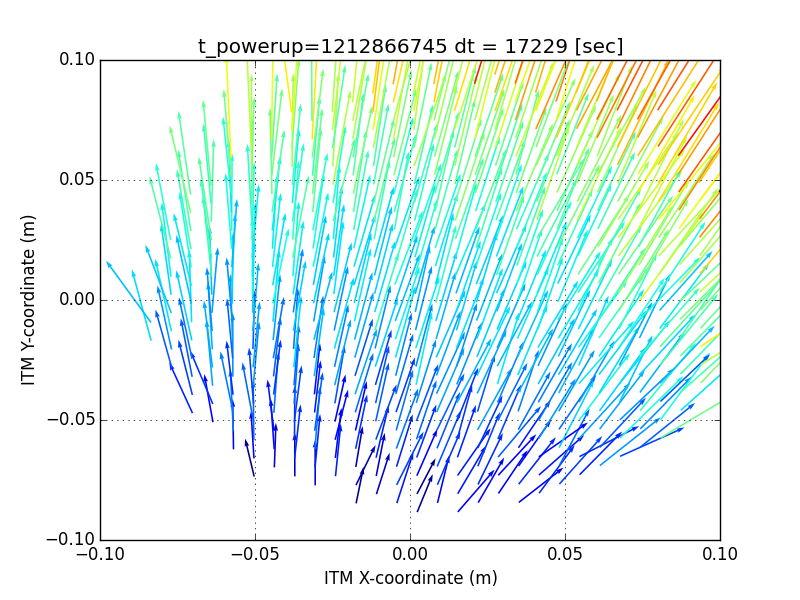 t_powerup=1212866745 dt = 17229 [sec]
0.10
0.05
0.00
−0.05
−0.10
ITM Y-coordinate (m)
−0.10 −0.05 0.00 0.05 0.10
ITM X-coordinate (m)